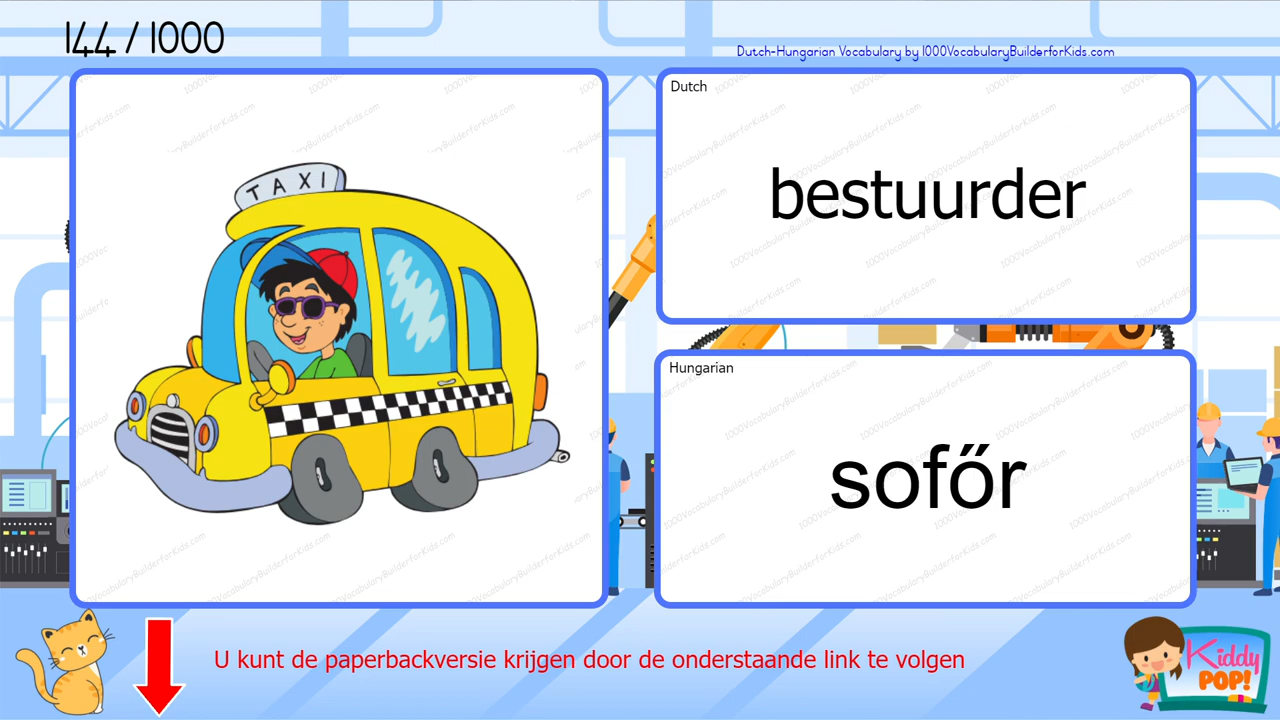 144 / 1000
Dutch-Hungarian Vocabulary by 1000VocabularyBuilderforKids.com
TAXI
Dutch
bestuurder
Hungarian
sofőr
U kunt de paperbackversie krijgen door de onderstaande link te volgen
Kiddy
POP!